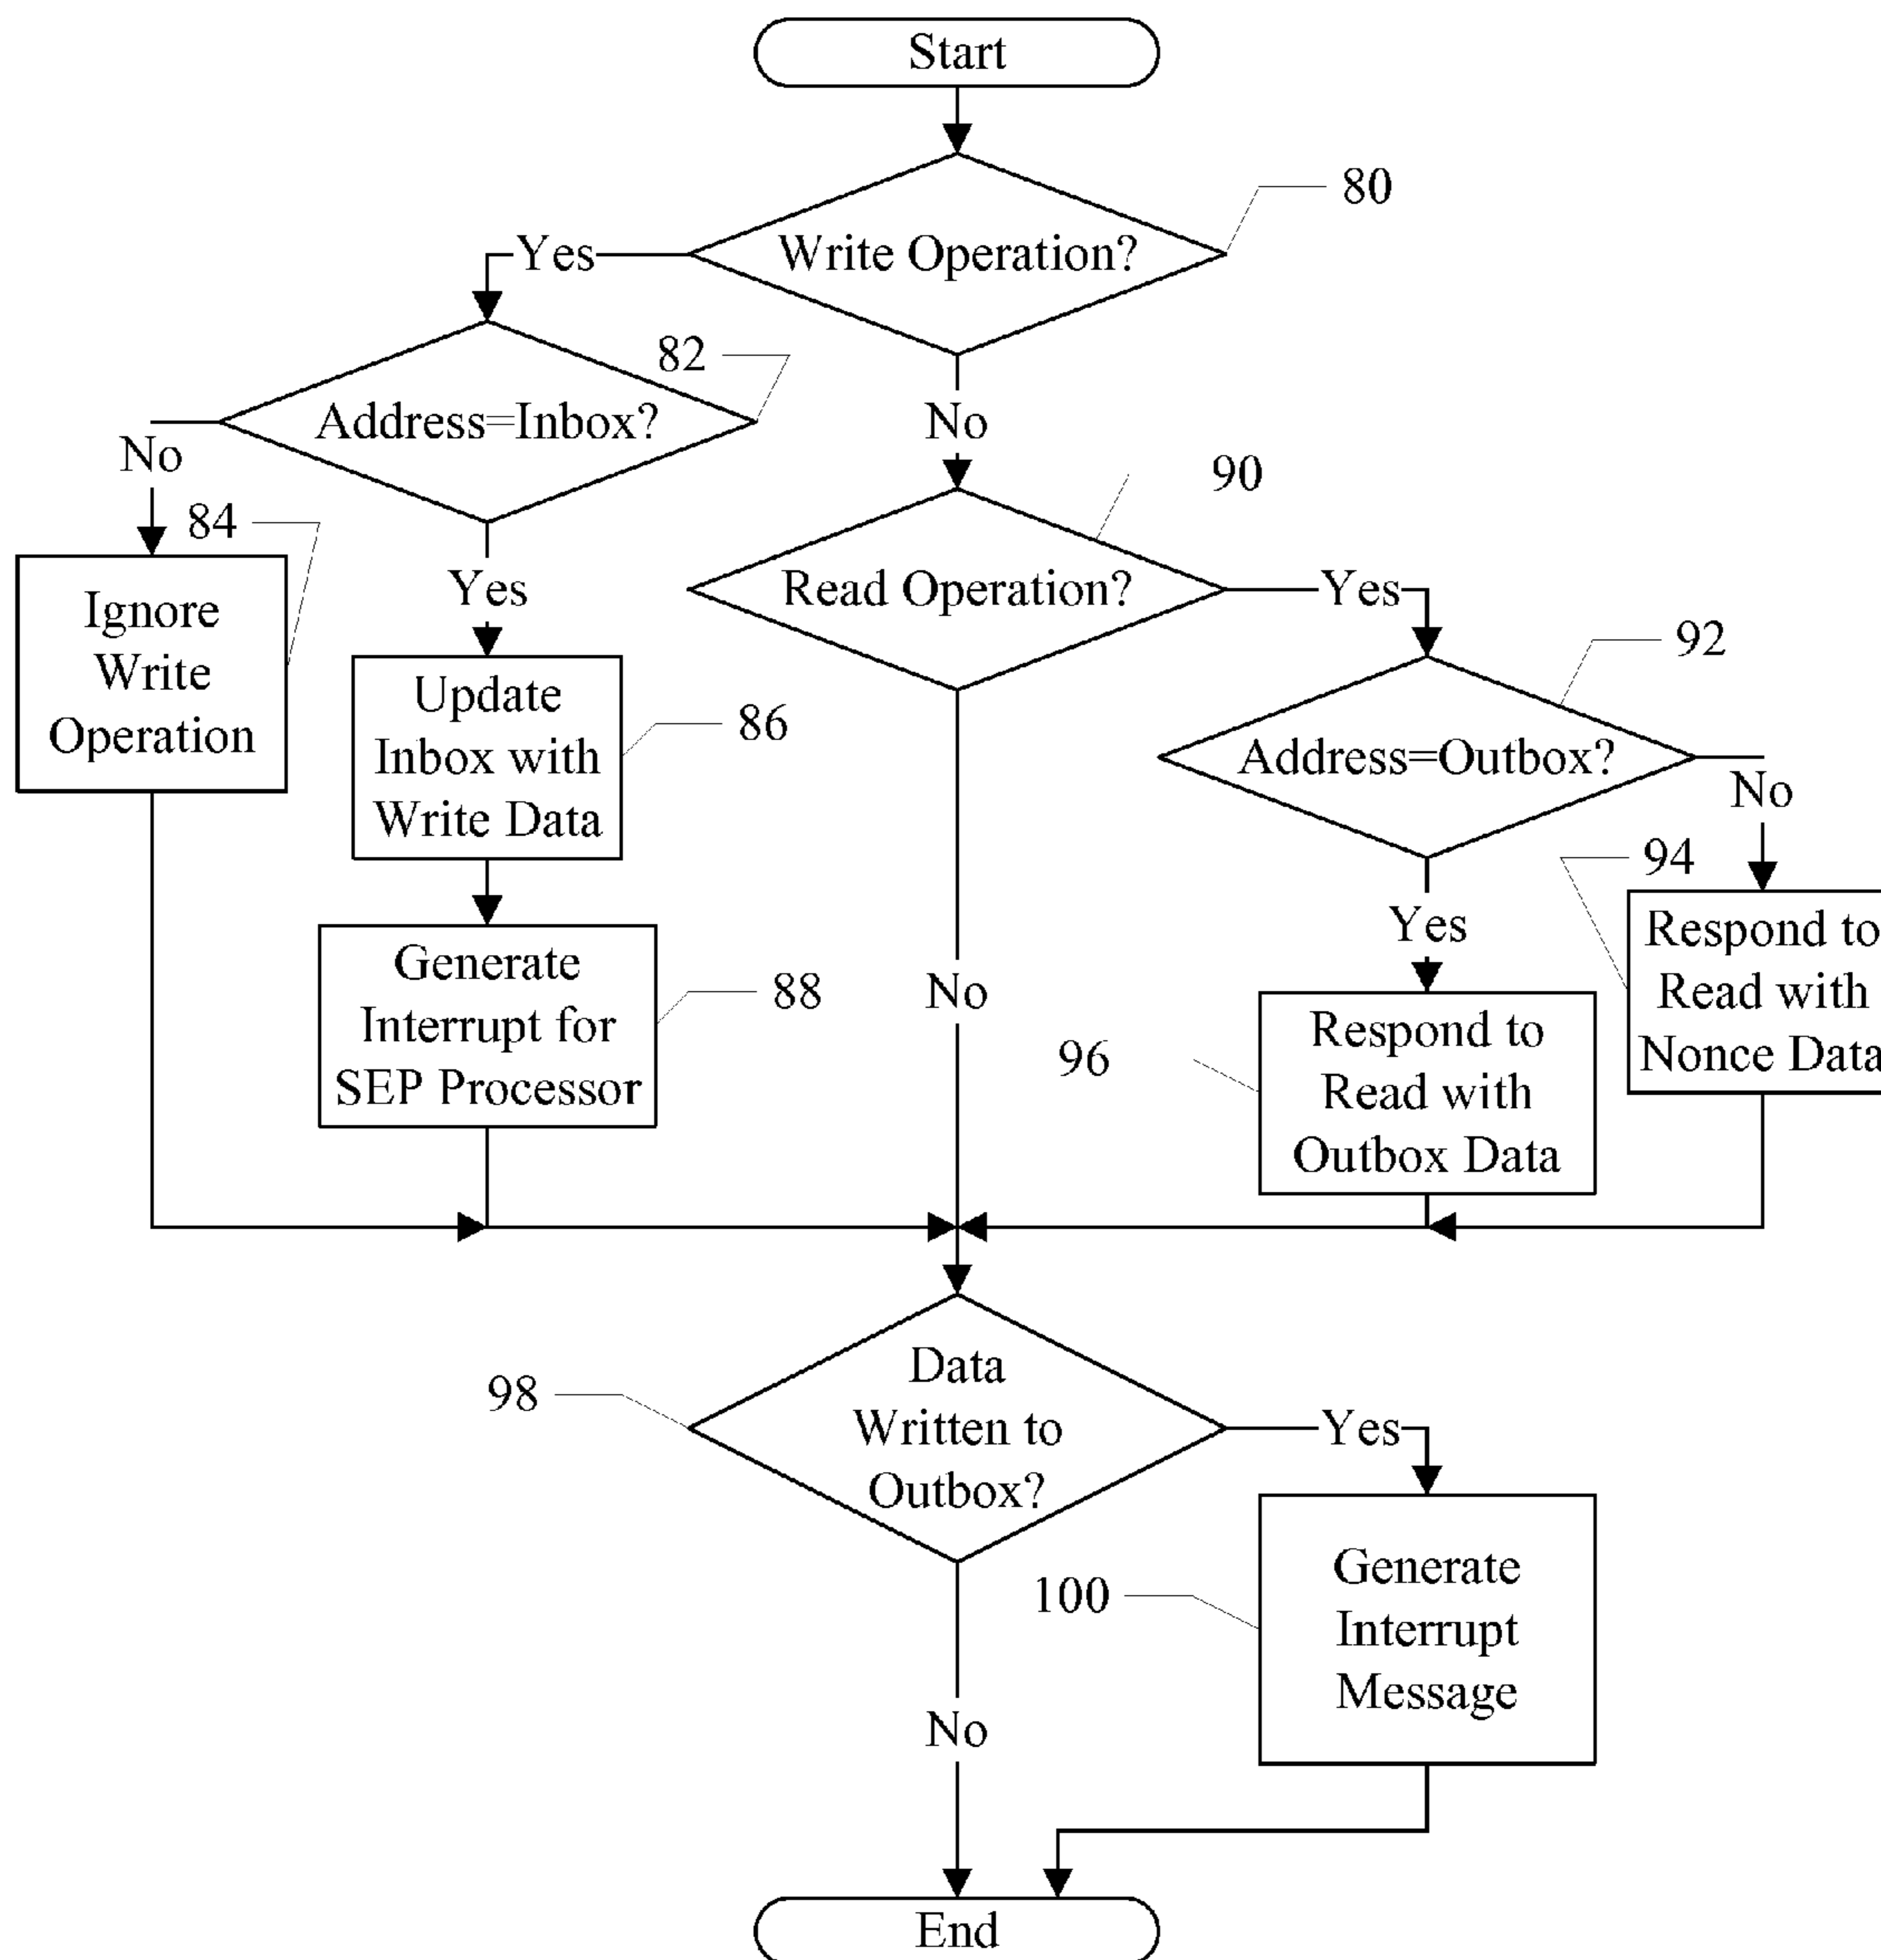 Start
80
Write Operation?
Yes
82
Address=Inbox?
No
No
90
84
Ignore
Write
Operation
Yes
Read Operation?
Yes
92
Update
Inbox with
Write Data
86
Address=Outbox?
No
94
Yes
Respond to
Read with
Nonce Data
Generate
Interrupt for
SEP Processor
88
No
96
Respond to
Read with
Outbox Data
98
Data
Written to
Outbox?
Yes
100
Generate
Interrupt
Message
No
End